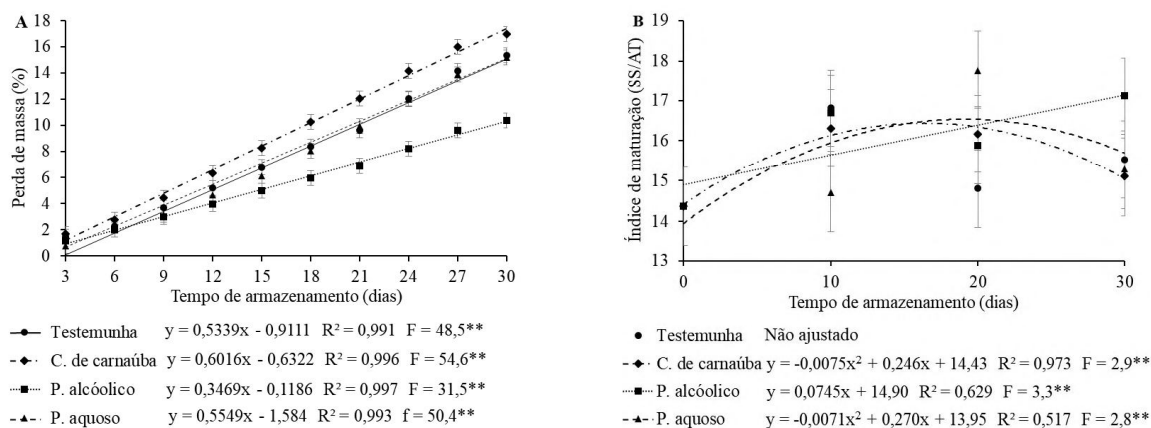 A
Perda de massa (%)
18
16
14
12
10
8
6
4
2
0
3 6 9 12 15 18 21 24 27 30
Tempo de armazenamento (dias)
Testemunha y = 0,5339x - 0,9111 R² = 0,991 F = 48,5**
C. de carnaúba y = 0,6016x - 0,6322 R² = 0,996 F = 54,6**
P. alcóolico y = 0,3469x - 0,1186 R² = 0,997 F = 31,5**
P. aquoso y = 0,5549x - 1,584 R² = 0,993 f = 50,4**
B
Índice de maturação (SS/AT)
19
18
17
16
15
14
13
0 10 20 30
Tempo de armazenamento (dias)
Testemunha Não ajustado
C. de carnaúba y = -0,0075x² + 0,246x + 14,43 R² = 0,973 F = 2,9**
P. alcóolico y = 0,0745x + 14,90 R² = 0,629 F = 3,3**
P. aquoso y = -0,0071x² + 0,270x + 13,95 R² = 0,517 F = 2,8**